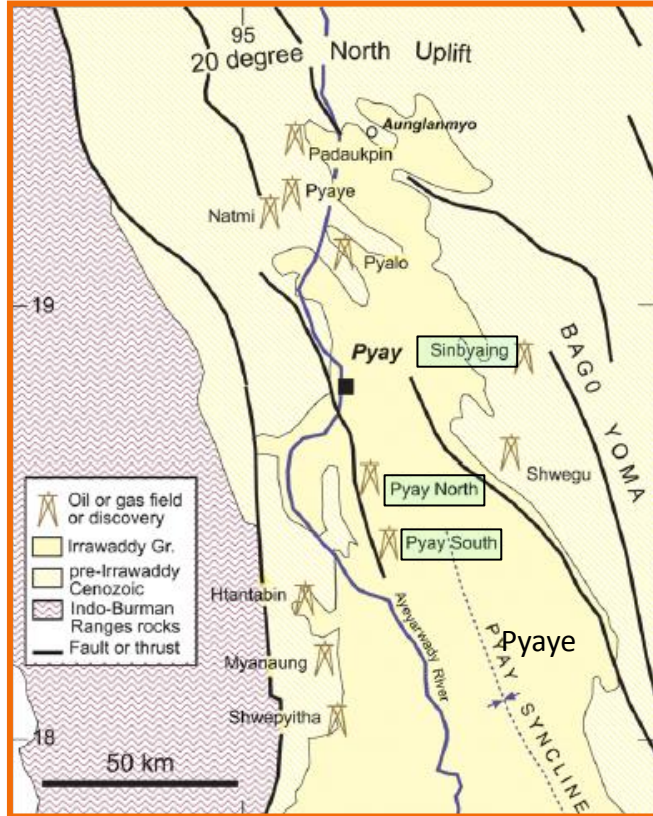 95
20 degree North Uplift
Aunglanmyo
Padaukpin
Pyaye
Natmi
Pyalo
19
Pyay
Sinbyaing
BAGO YOMA
Shwegu
Pyay North
Pyay South
Oil or gas field
or discovery
Irrawaddy Gr.
pre-Irrawaddy
Cenozoic
Indo-Burman
Ranges rocks
Fault or thrust
Htantabin
Ayeyarwady River
Pyaye
PYAY SYNCLINE
Myanaung
Shwepyitha
18
50 km